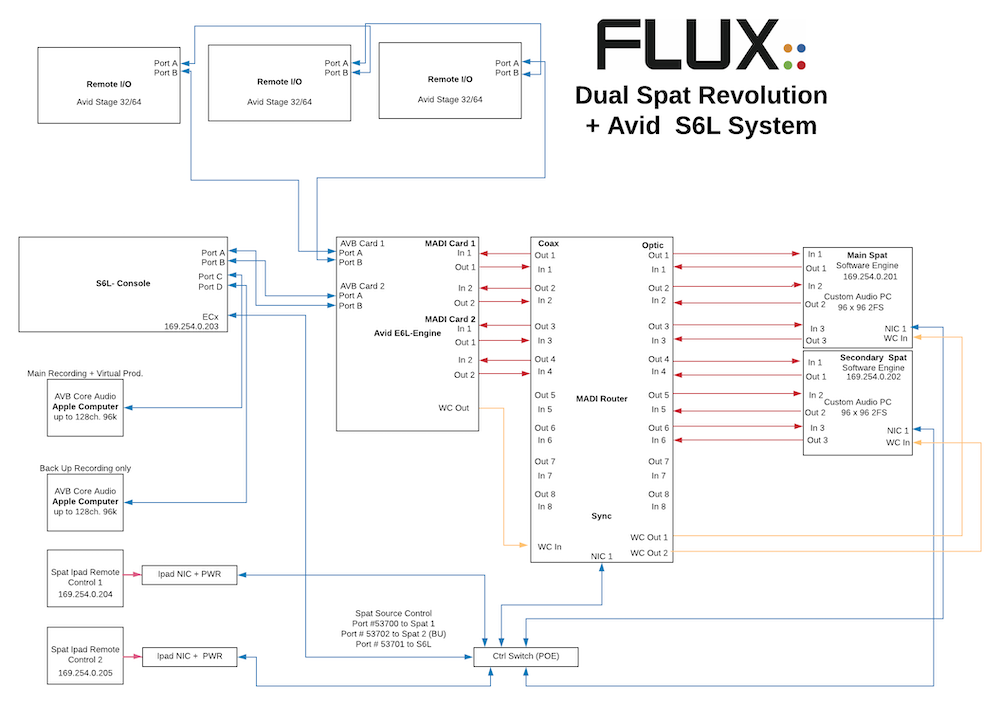 FLUX::
Dual Spat Revolution
+ Avid S6L System
Remote I/O
Avid Stage 32/64
Port A
Port B
Remote I/O
Avid Stage 32/64
Port A
Port B
Remote I/O
Avid Stage 32/64
Port A
Port B
S6L- Console
Port A
Port B
Port C
Port D
ECx
169.254.0.203
AVB Card 1
Port A
Port B
AVB Card 2
Port A
Port B
Avid E6L-Engine
MADI Card 1
In 1
Out 1
In 2
Out 2
MADI Card 2
In 1
Out 1
In 2
Out 2
WC Out
Coax
Out 1
In 1
Out 2
In 2
Out 3
In 3
Out 4
In 4
Out 5
In 5
Out 6
In 6
Out 7
In 7
Out 8
In 8
MADI Router
Optic
Out 1
In 1
Out 2
In 2
Out 3
In 3
Out 4
In 4
Out 5
In 5
Out 6
In 6
Out 7
In 7
Out 8
In 8
Sync
WC In
WC Out 1
WC Out 2
NIC 1
In 1
Out 1
In 2
Out 2
In 3
Out 3
Main Spat
Software Engine
169.254.0.201
Custom Audio PC
96 x 96 2FS
NIC 1
WC In
In 1
Out 1
In 2
Out 2
In 3
Out 3
Secondary Spat
Software Engine
169.254.0.202
Custom Audio PC
96 x 96 2FS
NIC 1
WC In
Main Recording + Virtual Prod.
AVB Core Audio
Apple Computer
up to 128ch. 96k
Back Up Recording only
AVB Core Audio
Apple Computer
up to 128ch. 96k
Spat Ipad Remote
Control 1
169.254.0.204
Ipad NIC + PWR
Spat Ipad Remote
Control 2
169.254.0.205
Ipad NIC + PWR
Spat Source Control
Port #53700 to Spat 1
Port # 53702 to Spat 2 (BU)
Port # 53701 to S6L
Ctrl Switch (POE)